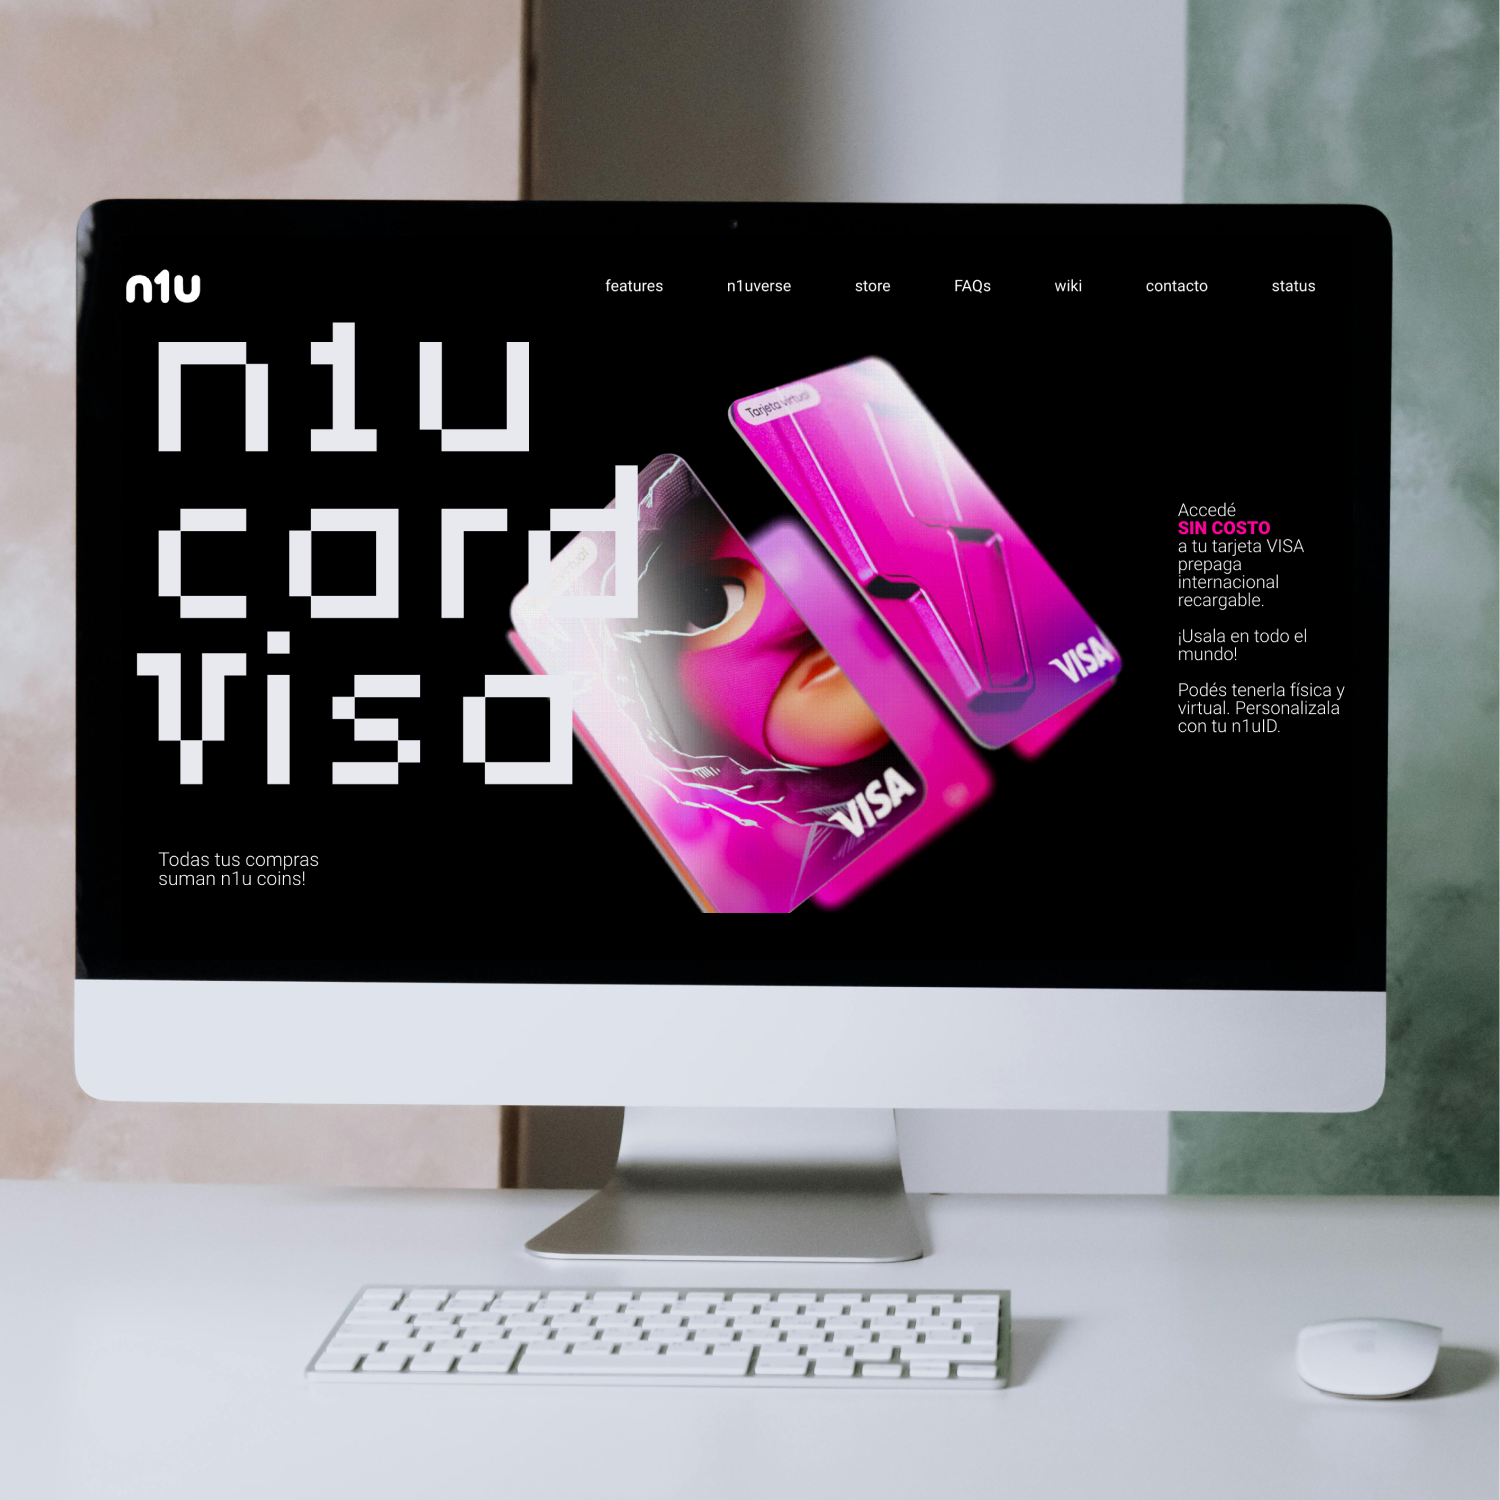 n1u
features n1uverse store FAQs wiki contacto status
n1u
card
Visa
Tarjeta virtual
VISA
VISA
Accedé
SIN COSTO
a tu tarjeta VISA
prepaga
internacional
recargable.
¡Usala en todo el
mundo!
Podés tenerla física y
virtual. Personalizala
con tu n1uID.
Todas tus compras
suman n1u coins!